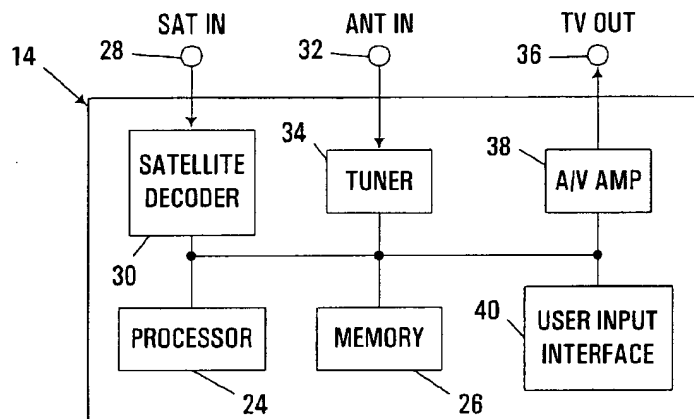 SAT IN
ANT IN
TV OUT
28
32
36
14
34
38
SATELLITE
DECODER
TUNER
A/V AMP
30
PROCESSOR
MEMORY
40
USER INPUT
INTERFACE
24
26